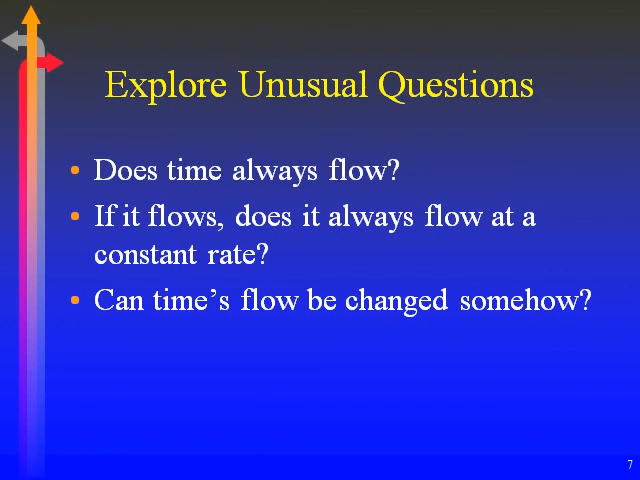 Explore Unusual Questions
• Does time always flow?
• If it flows, does it always flow at a
constant rate?
• Can time’s flow be changed somehow?
7